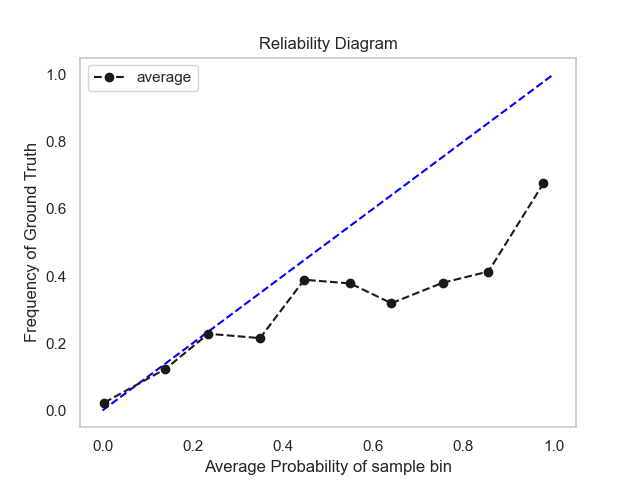 Reliability Diagram
average
1.0
0.8
0.6
0.4
0.2
0.0
Frequency of Ground Truth
0.0 0.2 0.4 0.6 0.8 1.0
Average Probability of sample bin